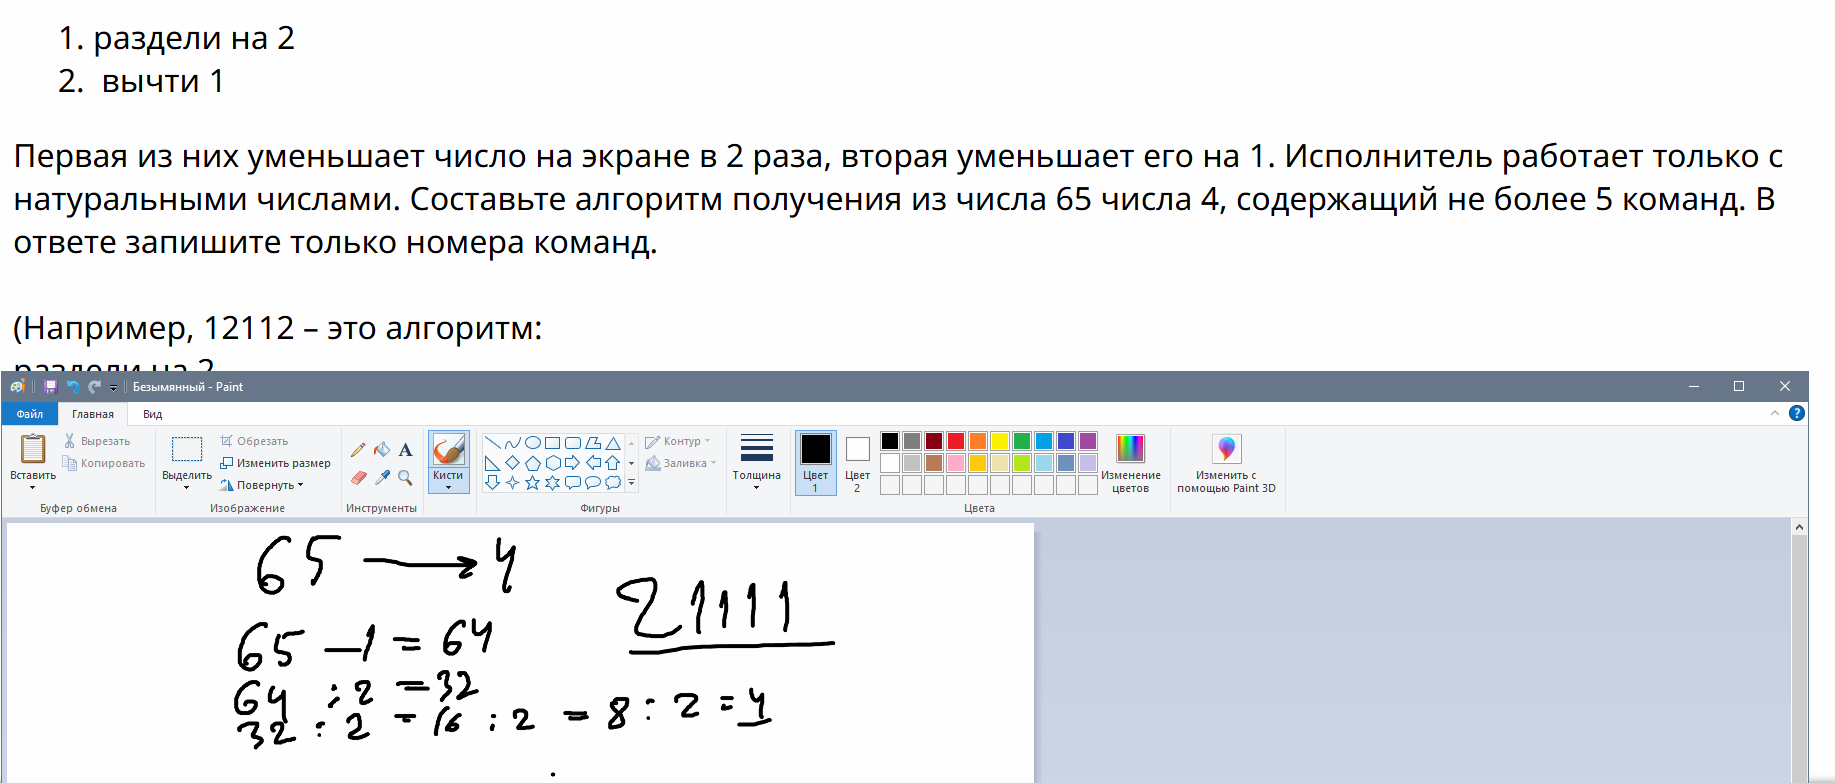 1. раздели на 2
2. вычти 1
Первая из них уменьшает число на экране в 2 раза, вторая уменьшает его на 1. Исполнитель работает только с
натуральными числами. Составьте алгоритм получения из числа 65 числа 4, содержащий не более 5 команд. В
ответе запишите только номера команд.
(Например, 12112 – это алгоритм:
раздели на 2
Безымянный - Paint
Файл Главная Вид
Вставить
Вырезать
Копировать
Буфер обмена
Выделить
Обрезать
Изменить размер
Повернуть
Изображение
Инструменты
Кисти
Контур
Заливка
Фигуры
Толщина
Цвет 1
Цвет 2
Изменение цветов
Цвета
Изменить с помощью Paint 3D
65 → 4
21111
65 – 1 = 64
64 : 2 = 32
32 : 2 = 16 : 2 = 8 : 2 = 4